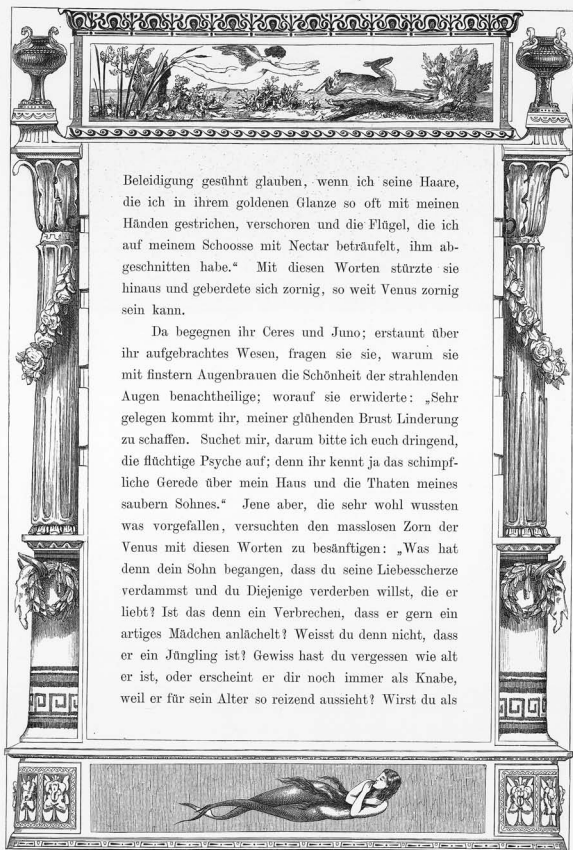 Beleidigung gesühnt glauben, wenn ich seine Haare,
die ich in ihrem goldenen Glanze so oft mit meinen
Händen gestrichen, verschoren und die Flügel, die ich
auf meinem Schoosse mit Nectar beträufelt, ihm ab-
geschnitten habe.“ Mit diesen Worten stürzte sie
hinaus und geberdete sich zornig, so weit Venus zornig
sein kann.
Da begegnen ihr Ceres und Juno; erstaunt über
ihr aufgebrachtes Wesen, fragen sie sie, warum sie
mit finstern Augenbrauen die Schönheit der strahlenden
Augen benachtheilige; worauf sie erwiderte: „Sehr
gelegen kommt ihr, meiner glühenden Brust Linderung
zu schaffen. Suchet mir, darum bitte ich euch dringend,
die flüchtige Psyche auf; denn ihr kennt ja das schimpf-
liche Gerede über mein Haus und die Thaten meines
saubern Sohnes.“ Jene aber, die sehr wohl wussten
was vorgefallen, versuchten den masslosen Zorn der
Venus mit diesen Worten zu besänftigen: „Was hat
denn dein Sohn begangen, dass du seine Liebesscherze
verdammst und du Diejenige verderben willst, die er
liebt? Ist das denn ein Verbrechen, dass er gern ein
artiges Mädchen anlächelt? Weisst du denn nicht, dass
er ein Jüngling ist? Gewiss hast du vergessen wie alt
er ist, oder erscheint er dir noch immer als Knabe,
weil er für sein Alter so reizend aussieht? Wirst du als